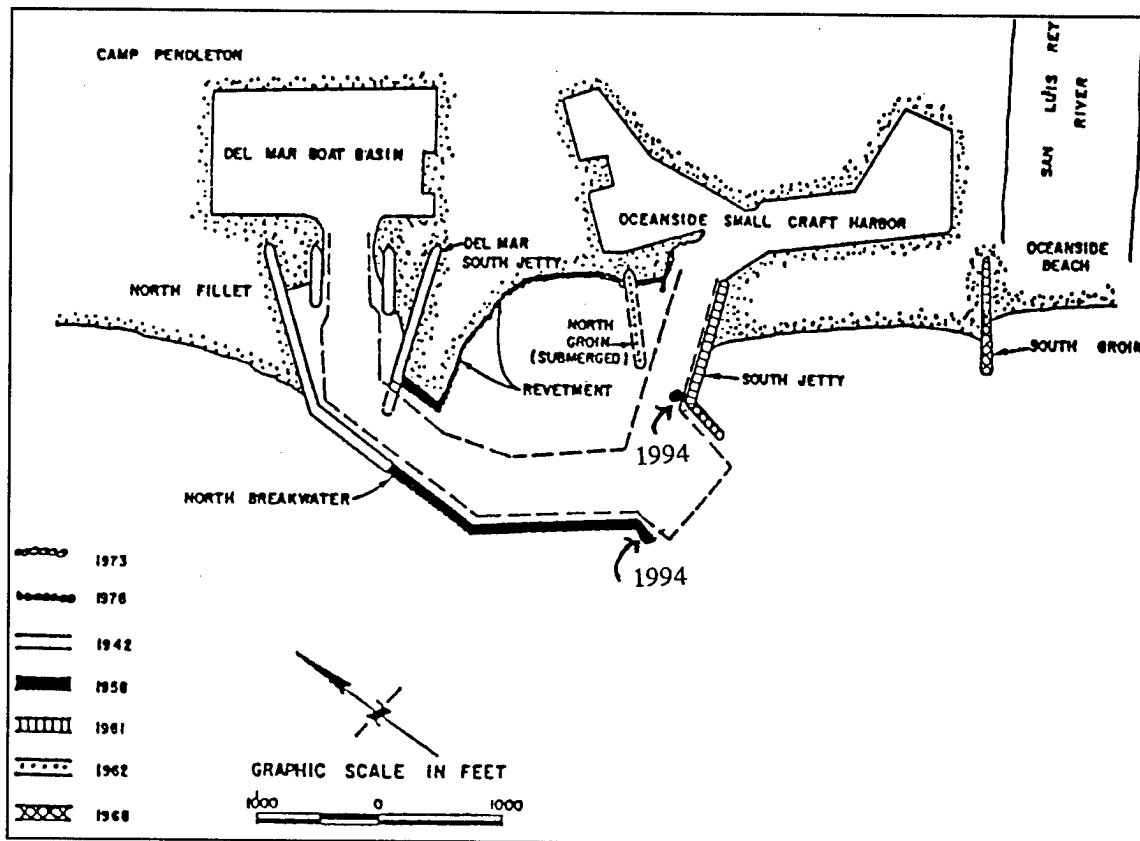 CAMP PENDLETON
SAN LUIS REY
RIVER
DEL MAR BOAT BASIN
OCEANSIDE SMALL CRAFT HARBOR
DEL MAR
SOUTH JETTY
OCEANSIDE
BEACH
NORTH FILLET
NORTH
GROIN
(SUBMERGED)
SOUTH GROIN
SOUTH JETTY
REVETMENT
1994
NORTH BREAKWATER
1994
1973
1976
1942
1958
1961
1962
1968
GRAPHIC SCALE IN FEET
1000 0 1000